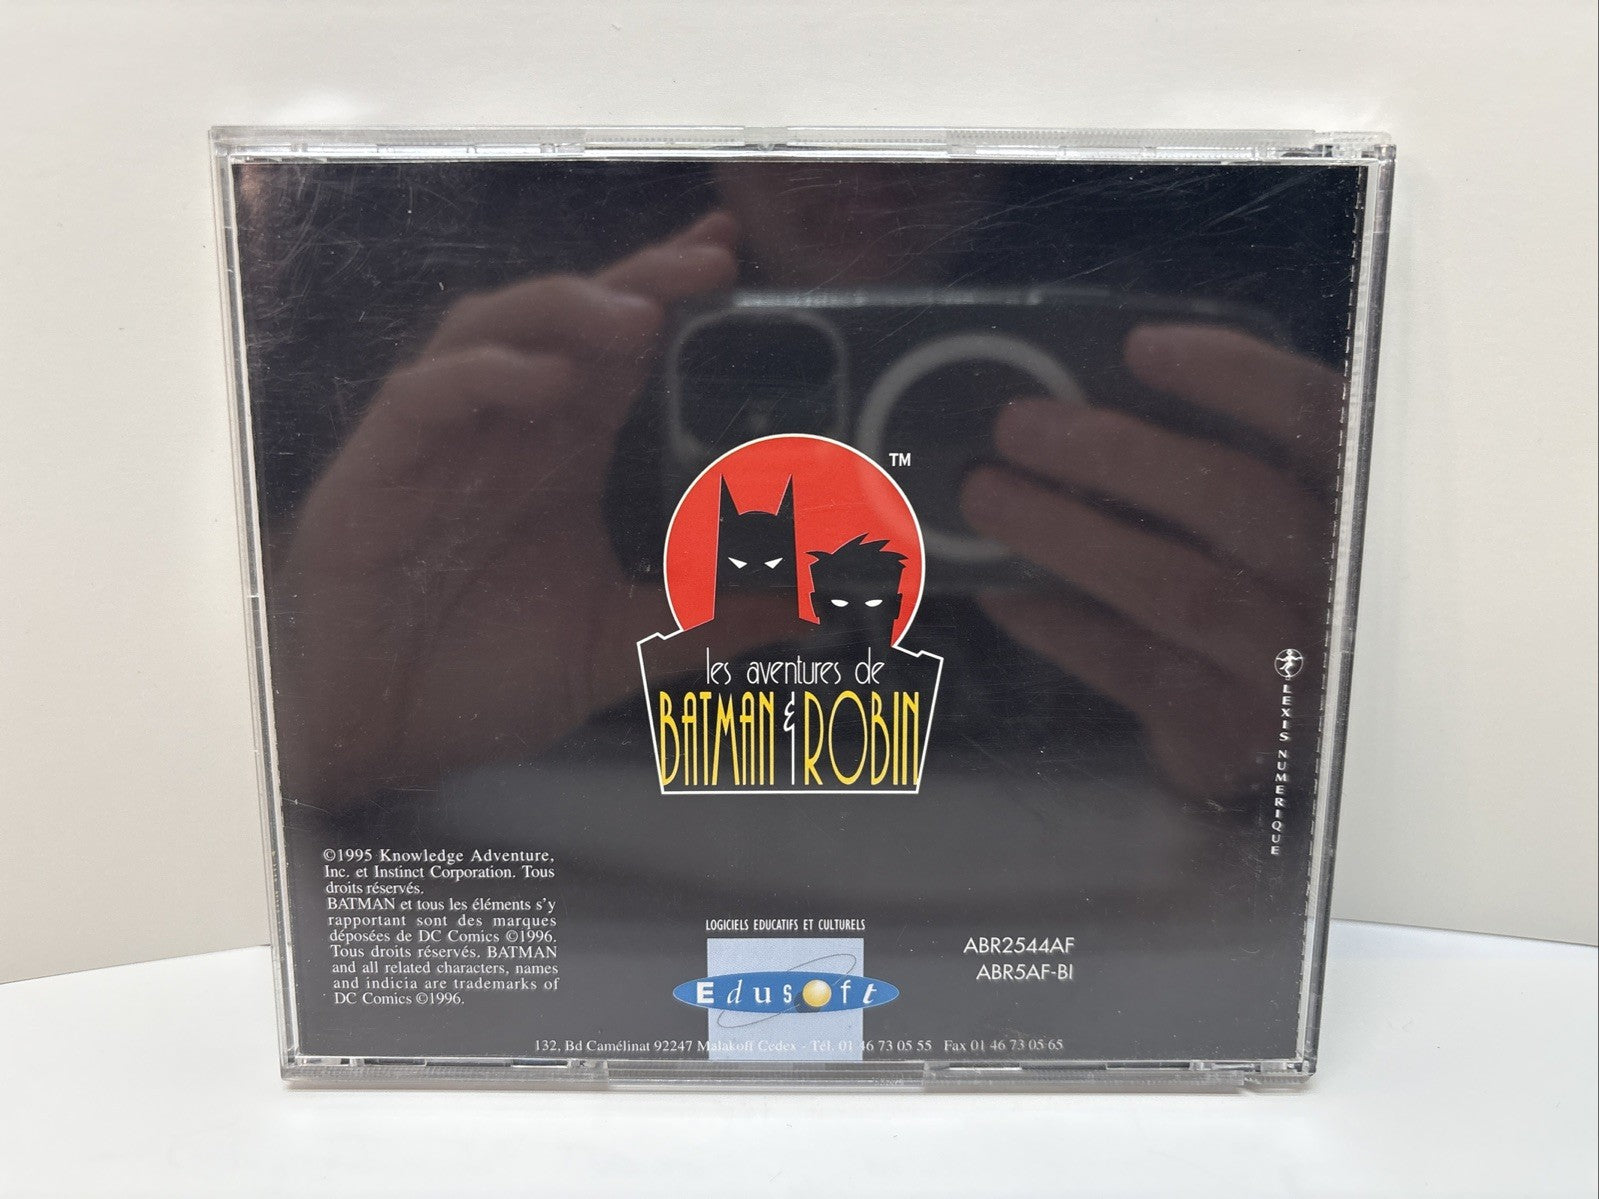 TM
les aventures de
BATMAN & ROBIN
LEXIS NUMERIQUE
©1995 Knowledge Adventure,
Inc. et Instinct Corporation. Tous
droits réservés.
BATMAN et tous les éléments s'y
rapportant sont des marques
déposées de DC Comics ©1996.
Tous droits réservés. BATMAN
and all related characters, names
and indicia are trademarks of
DC Comics ©1996.
LOGICIELS EDUCATIFS ET CULTURELS
Edusoft
ABR2544AF
ABR5AF-BI
132, Bd Camélinat 92247 Malakoff Cedex - Tél. 01 46 73 05 55 Fax 01 46 73 05 65